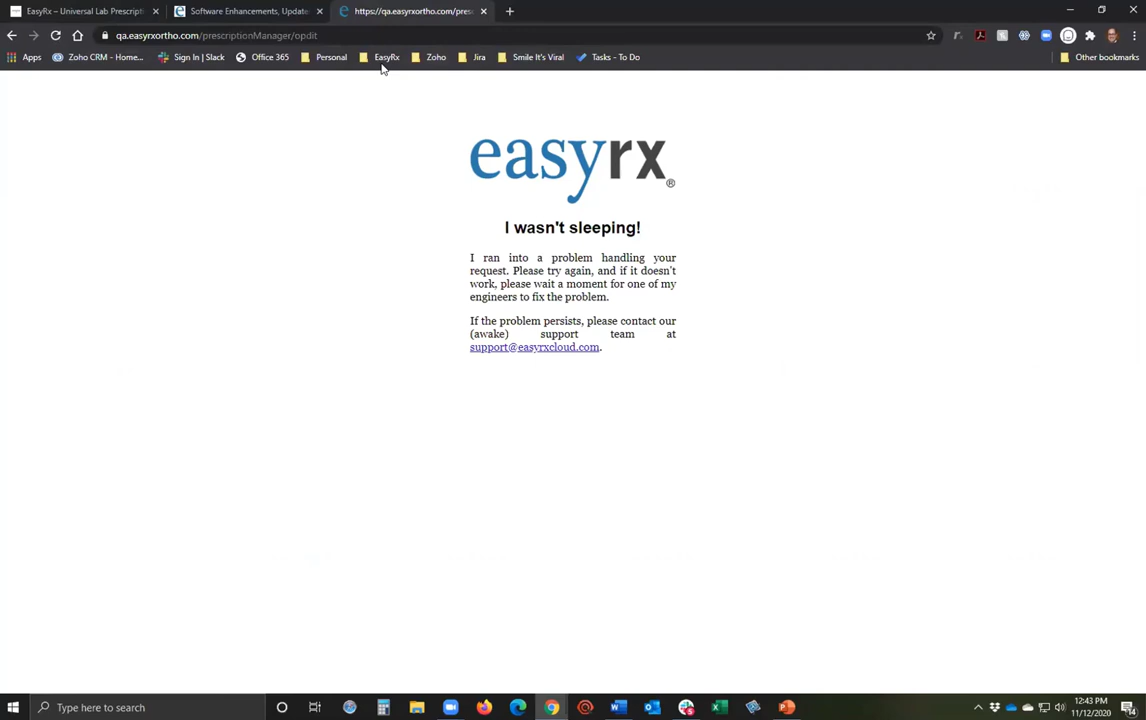 EasyRx – Universal Lab Prescripti
Software Enhancements, Update
https://qa.easyrxortho.com/pres
qa.easyrxortho.com/prescriptionManager/opdit
Apps Zoho CRM - Home... Sign In | Slack Office 365 Personal EasyRx Zoho Jira Smile It's Viral Tasks - To Do Other bookmarks
easyrx®
I wasn't sleeping!
I ran into a problem handling your
request. Please try again, and if it doesn't
work, please wait a moment for one of my
engineers to fix the problem.
If the problem persists, please contact our
(awake) support team at
support@easyrxcloud.com.
Type here to search
12:43 PM
11/12/2020